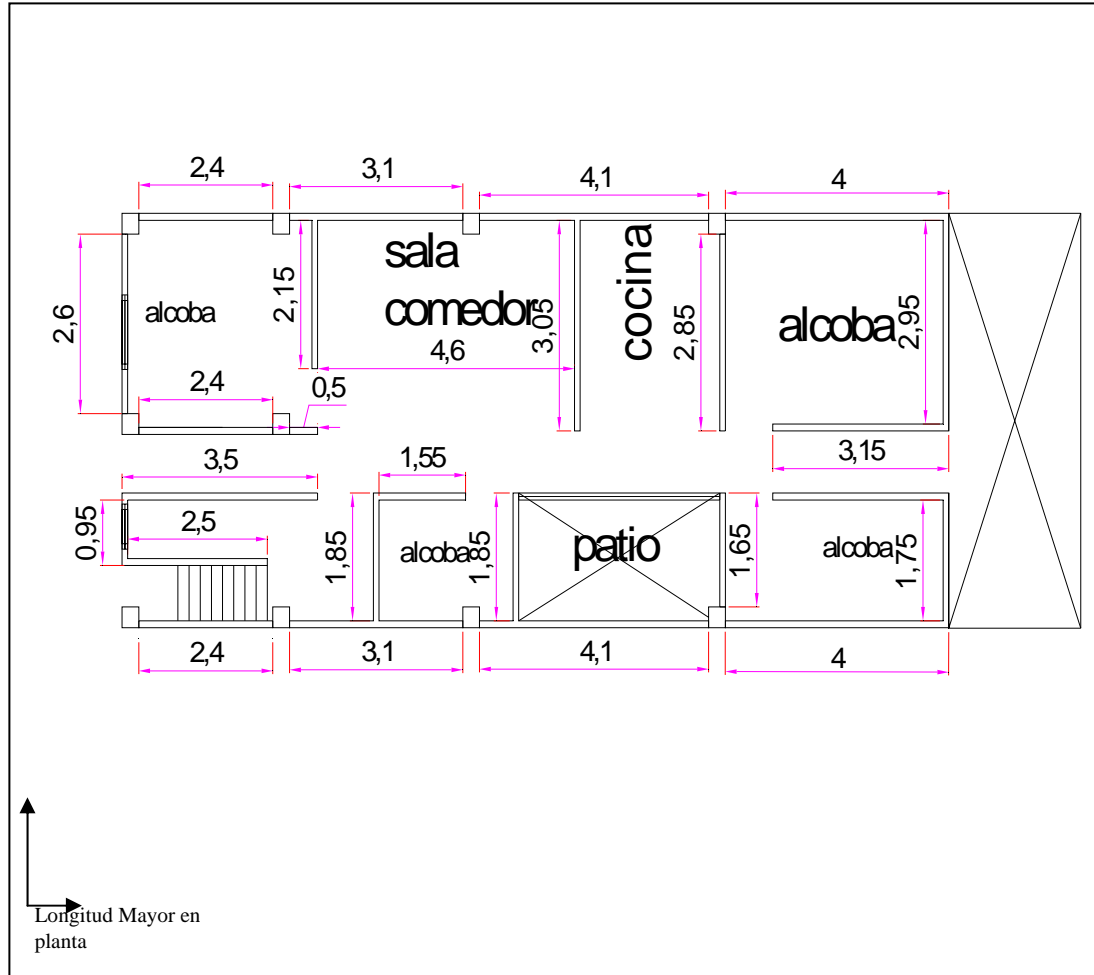 2,4
3,1
4,1
4
sala
comedor
cocina
alcoba
alcoba
2,6
2,15
3,05
2,85
2,95
4,6
2,4
0,5
3,5
1,55
3,15
0,95
2,5
1,85
alcoba
1,85
patio
1,65
alcoba
1,75
2,4
3,1
4,1
4
Longitud Mayor en
planta